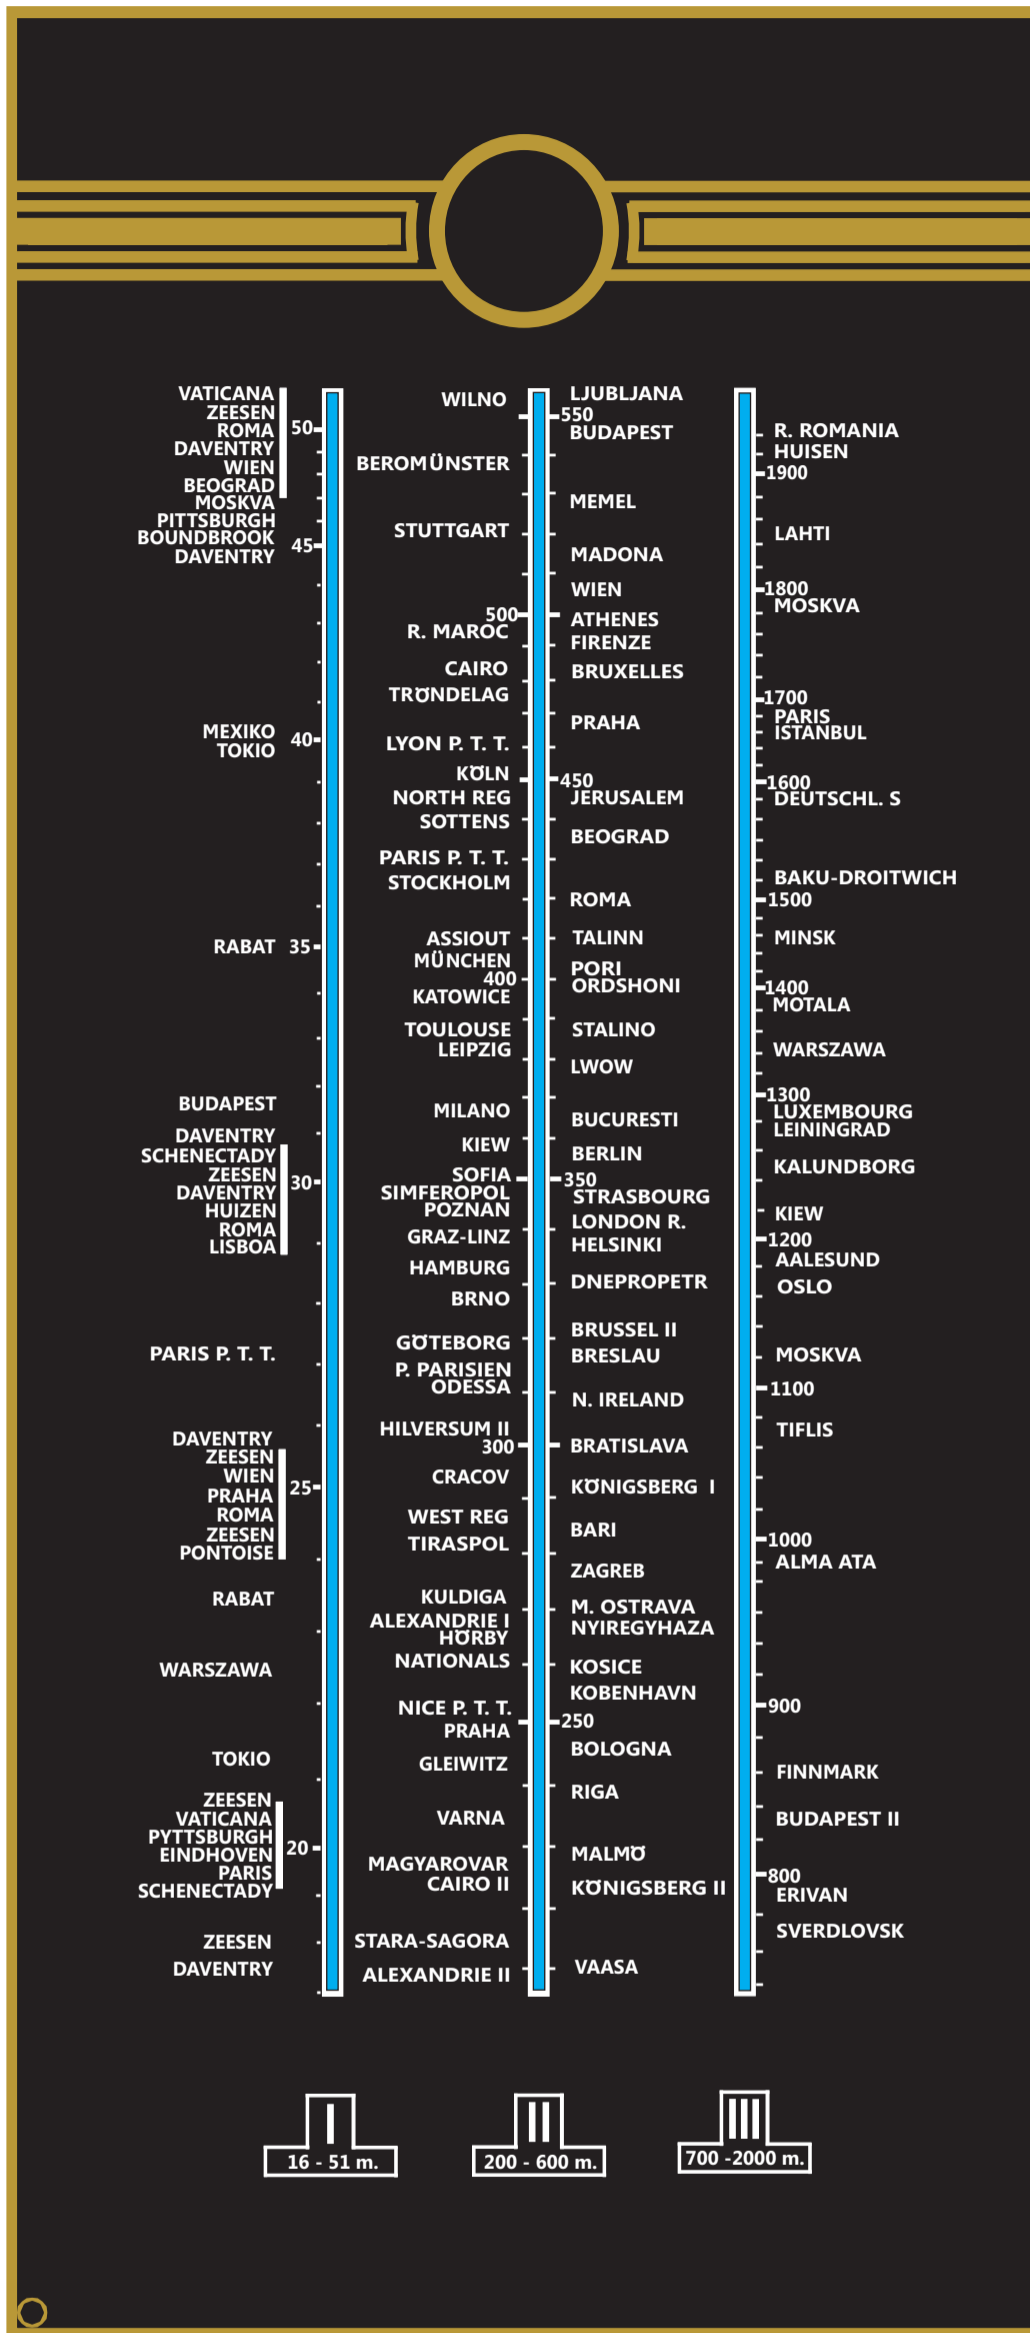 VATICANA
ZEESEN
ROMA
50
DAVENTRY
WIEN
BEOGRAD
MOSKVA
PITTSBURGH
BOUNDBROOK
45
DAVENTRY
MEXIKO
40
TOKIO
RABAT 35
BUDAPEST
DAVENTRY
SCHENECTADY
ZEESEN
30
DAVENTRY
HUIZEN
ROMA
LISBOA
PARIS P. T. T.
DAVENTRY
ZEESEN
WIEN
25
PRAHA
ROMA
ZEESEN
PONTOISE
RABAT
WARSZAWA
TOKIO
ZEESEN
VATICANA
PYTTSBURGH
20
EINDHOVEN
PARIS
SCHENECTADY
ZEESEN
DAVENTRY
WILNO
BEROMÜNSTER
STUTTGART
500
R. MAROC
CAIRO
TRÖNDELAG
LYON P. T. T.
KÖLN
NORTH REG
SOTTENS
PARIS P. T. T.
STOCKHOLM
ASSIOUT
MÜNCHEN
400
KATOWICE
TOULOUSE
LEIPZIG
MILANO
KIEW
SOFIA
SIMFEROPOL
POZNAN
GRAZ-LINZ
HAMBURG
BRNO
GÖTEBORG
P. PARISIEN
ODESSA
HILVERSUM II
300
CRACOV
WEST REG
TIRASPOL
KULDIGA
ALEXANDRIE I
HÖRBY
NATIONALS
NICE P. T. T.
PRAHA
GLEIWITZ
VARNA
MAGYAROVAR
CAIRO II
STARA-SAGORA
ALEXANDRIE II
LJUBLJANA
550
BUDAPEST
MEMEL
MADONA
WIEN
ATHENES
FIRENZE
BRUXELLES
PRAHA
450
JERUSALEM
BEOGRAD
ROMA
TALINN
PORI
ORDSHONI
STALINO
LWOW
BUCURESTI
BERLIN
350
STRASBOURG
LONDON R.
HELSINKI
DNEPROPETR
BRUSSEL II
BRESLAU
N. IRELAND
BRATISLAVA
KÖNIGSBERG I
BARI
ZAGREB
M. OSTRAVA
NYIREGYHAZA
KOSICE
KOBENHAVN
250
BOLOGNA
RIGA
MALMÖ
KÖNIGSBERG II
VAASA
R. ROMANIA
HUISEN
1900
LAHTI
1800
MOSKVA
1700
PARIS
ISTANBUL
1600
DEUTSCHL. S
BAKU-DROITWICH
1500
MINSK
1400
MOTALA
WARSZAWA
1300
LUXEMBOURG
LEININGRAD
KALUNDBORG
KIEW
1200
AALESUND
OSLO
MOSKVA
1100
TIFLIS
1000
ALMA ATA
900
FINNMARK
BUDAPEST II
800
ERIVAN
SVERDLOVSK
I
16 - 51 m.
II
200 - 600 m.
III
700 -2000 m.